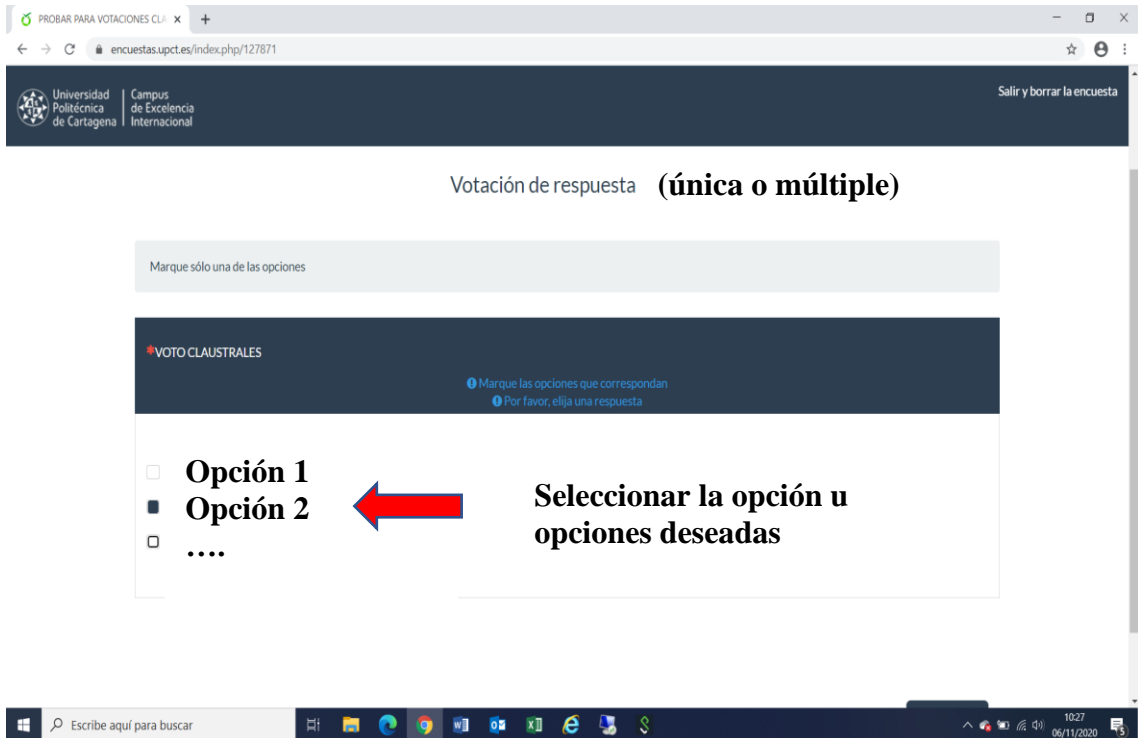 PROBAR PARA VOTACIONES CLA
encuestas.upct.es/index.php/127871
Universidad
Politécnica
de Cartagena
Campus
de Excelencia
Internacional
Salir y borrar la encuesta
Votación de respuesta (única o múltiple)
Marque sólo una de las opciones
*VOTO CLAUSTRALES
Marque las opciones que correspondan
Por favor, elija una respuesta
Opción 1
Opción 2
....
Seleccionar la opción u
opciones deseadas
Escribe aquí para buscar
10:27
06/11/2020
5